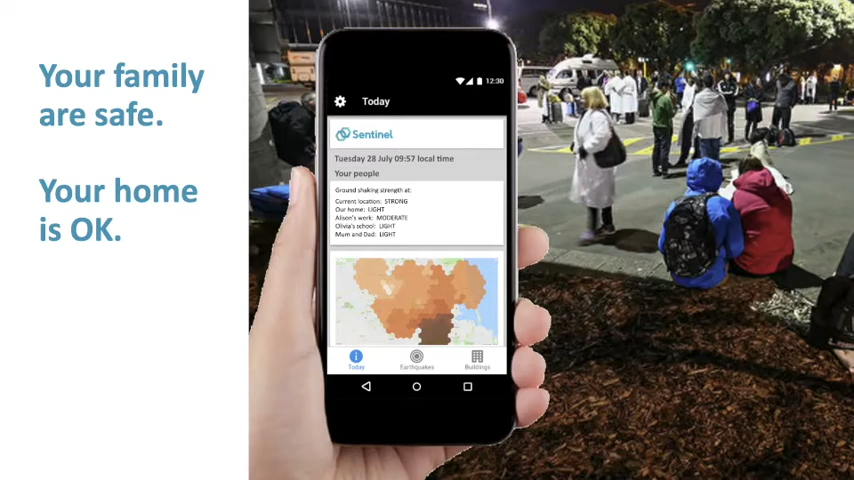 Your family
are safe.
Your home
is OK.
12:30
Today
Sentinel
Tuesday 28 July 09:57 local time
Your people
Ground shaking strength at:
Current location: STRONG
Our home: LIGHT
Alison's work: MODERATE
Olivia's school: LIGHT
Mum and Dad: LIGHT
Today
Earthquakes
Buildings